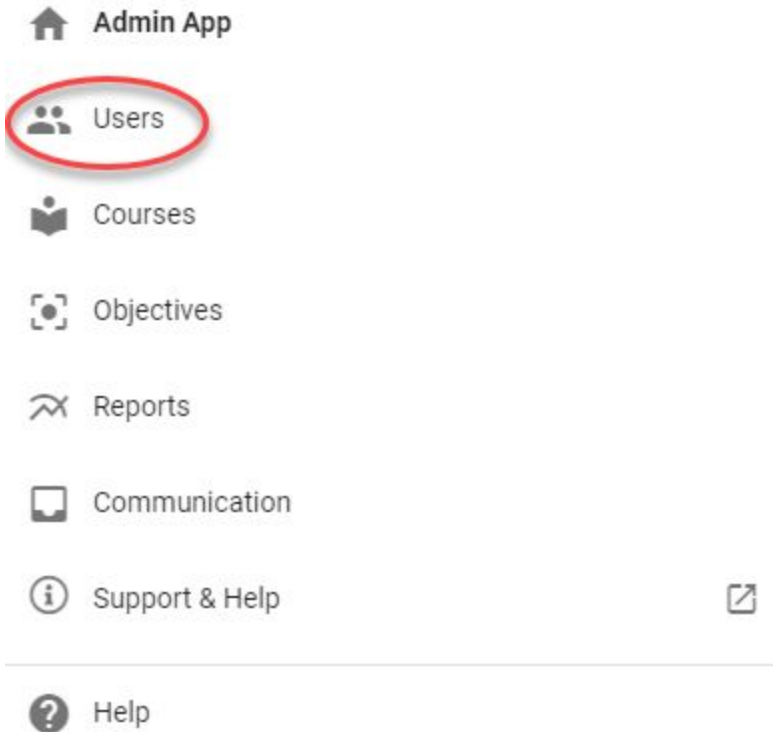 Admin App
Users
Courses
Objectives
Reports
Communication
Support & Help
Help